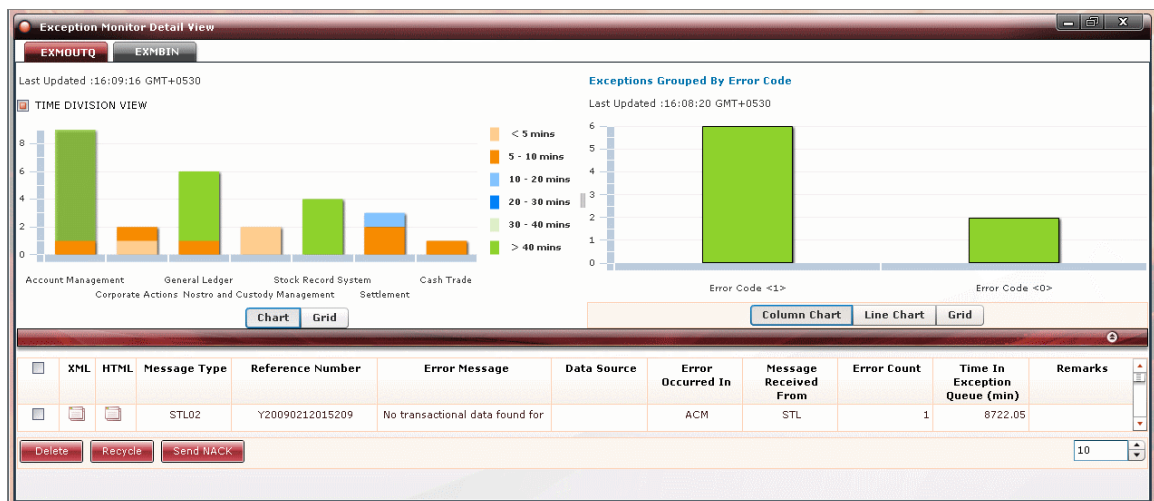 Exception Monitor Detail View
EXMOUTQ
EXMBIN
Last Updated :16:09:16 GMT+0530
TIME DIVISION VIEW
8
6
4
2
0
Account Management
Corporate Actions
General Ledger
Nostro and Custody Management
Stock Record System
Settlement
Cash Trade
< 5 mins
5 - 10 mins
10 - 20 mins
20 - 30 mins
30 - 40 mins
> 40 mins
Chart
Grid
Exceptions Grouped By Error Code
Last Updated :16:08:20 GMT+0530
6
5
4
3
2
1
0
Error Code <1>
Error Code <0>
Column Chart
Line Chart
Grid
XML HTML Message Type Reference Number Error Message Data Source Error Occurred In Message Received From Error Count Time In Exception Queue (min) Remarks
STL02 Y20090212015209 No transactional data found for ACM STL 1 8722.05
Delete
Recycle
Send NACK
10